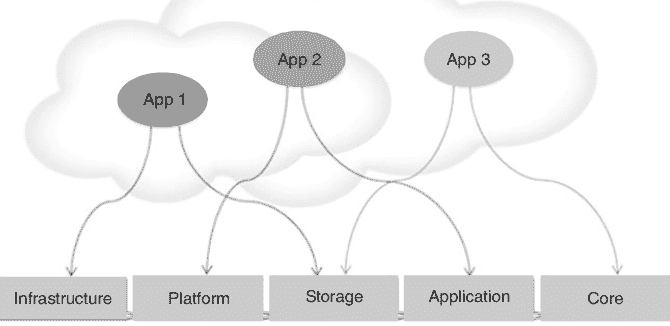 App 1
App 2
App 3
Infrastructure
Platform
Storage
Application
Core